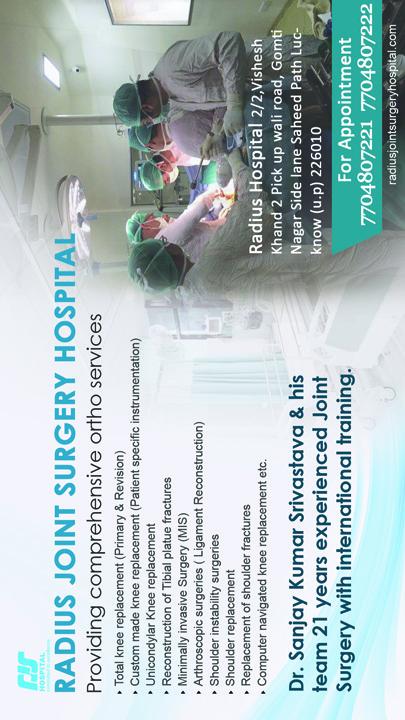 RJS
HOSPITAL
RADIUS JOINT SURGERY HOSPITAL
Providing comprehensive ortho services
Total knee replacement (Primary & Revision)
Custom made knee replacement (Patient specific instrumentation)
Unicondylar Knee replacement
Reconstruction of Tibial platue fractures
Minimally invasive Surgery (MIS)
Arthroscopic surgeries ( Ligament Reconstruction)
Shoulder instability surgeries
Shoulder replacement
Replacement of shoulder fractures
Computer navigated knee replacement etc.
Dr. Sanjay Kumar Srivastava & his
team 21 years experienced Joint
Surgery with international training.
Radius Hospital 2/2,Vishesh
Khand 2 Pick up wali road, Gomti
Nagar Side lane Saheed Path Luc-
know (u.p) 226010
For Appointment
7704807221 7704807222
radiusjointsurgeryhospital.com